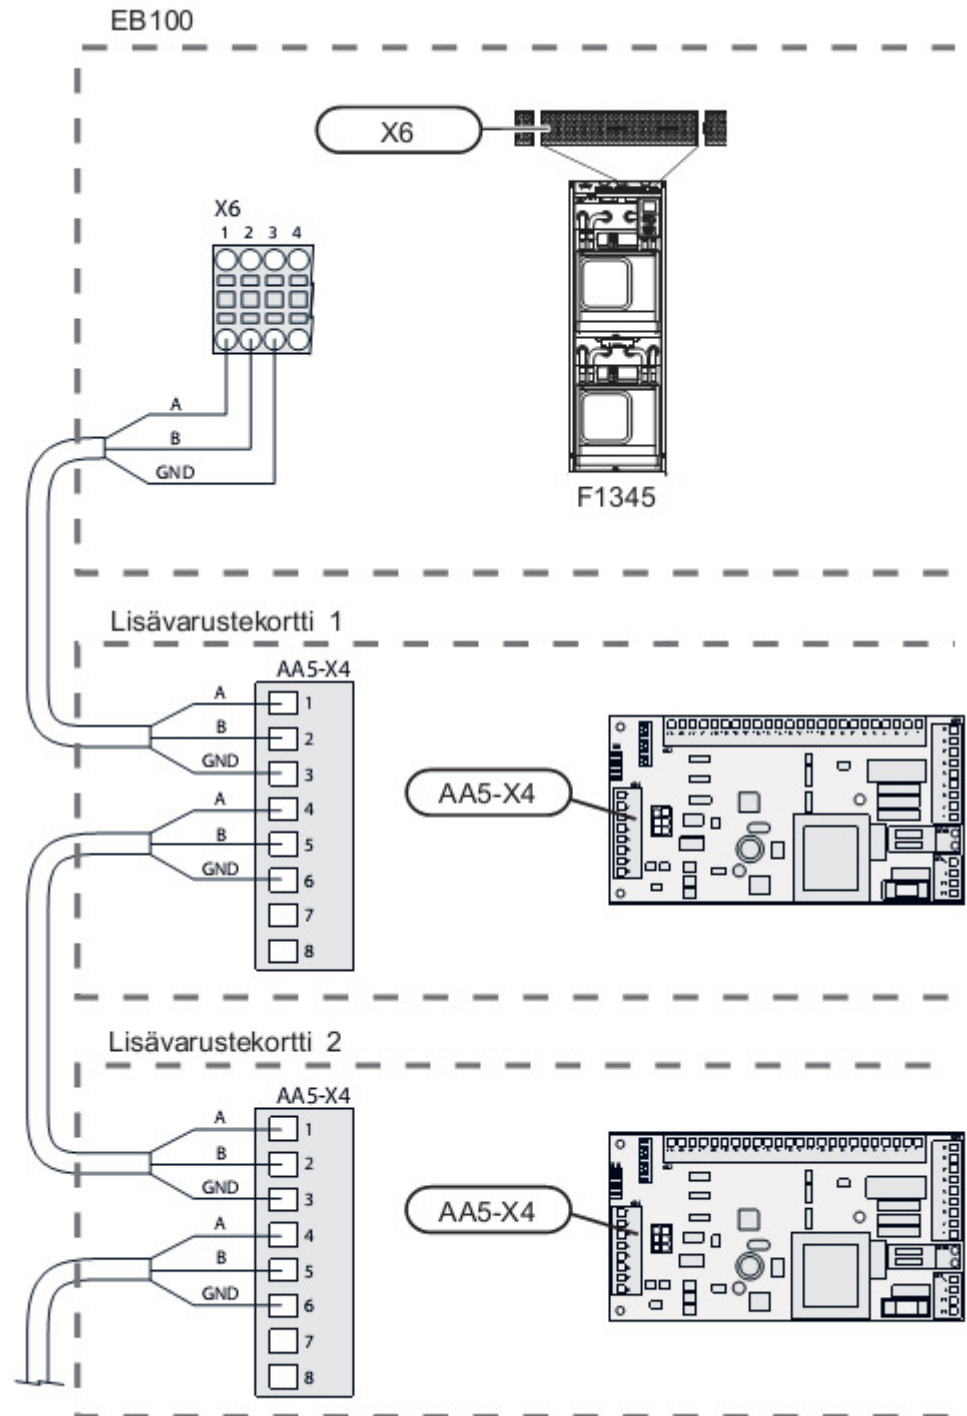 EB100
X6
X6
1 2 3 4
A
B
GND
F1345
Lisävarustekortti 1
AA5-X4
A
1
B
2
GND
3
A
4
B
5
GND
6
7
8
AA5-X4
Lisävarustekortti 2
AA5-X4
A
1
B
2
GND
3
A
4
B
5
GND
6
7
8
AA5-X4